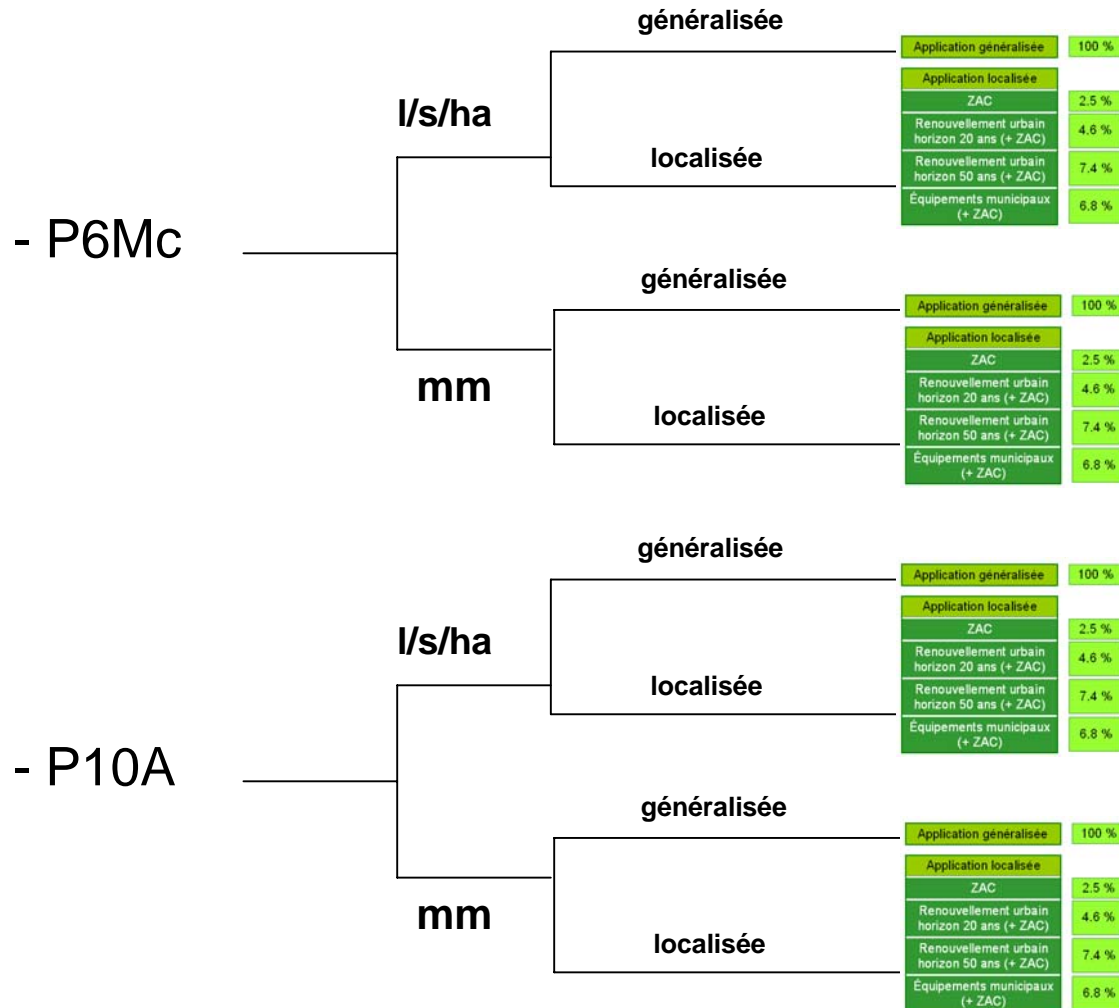 généralisée
Application généralisée 100 %
l/s/ha
Application localisée
ZAC 2.5 %
Renouvellement urbain
horizon 20 ans (+ ZAC) 4.6 %
localisée
Renouvellement urbain
horizon 50 ans (+ ZAC) 7.4 %
Équipements municipaux
(+ ZAC) 6.8 %
- P6Mc
généralisée
Application généralisée 100 %
mm
Application localisée
ZAC 2.5 %
Renouvellement urbain
horizon 20 ans (+ ZAC) 4.6 %
localisée
Renouvellement urbain
horizon 50 ans (+ ZAC) 7.4 %
Équipements municipaux
(+ ZAC) 6.8 %
généralisée
Application généralisée 100 %
l/s/ha
Application localisée
ZAC 2.5 %
Renouvellement urbain
horizon 20 ans (+ ZAC) 4.6 %
localisée
Renouvellement urbain
horizon 50 ans (+ ZAC) 7.4 %
Équipements municipaux
(+ ZAC) 6.8 %
- P10A
généralisée
Application généralisée 100 %
mm
Application localisée
ZAC 2.5 %
Renouvellement urbain
horizon 20 ans (+ ZAC) 4.6 %
localisée
Renouvellement urbain
horizon 50 ans (+ ZAC) 7.4 %
Équipements municipaux
(+ ZAC) 6.8 %